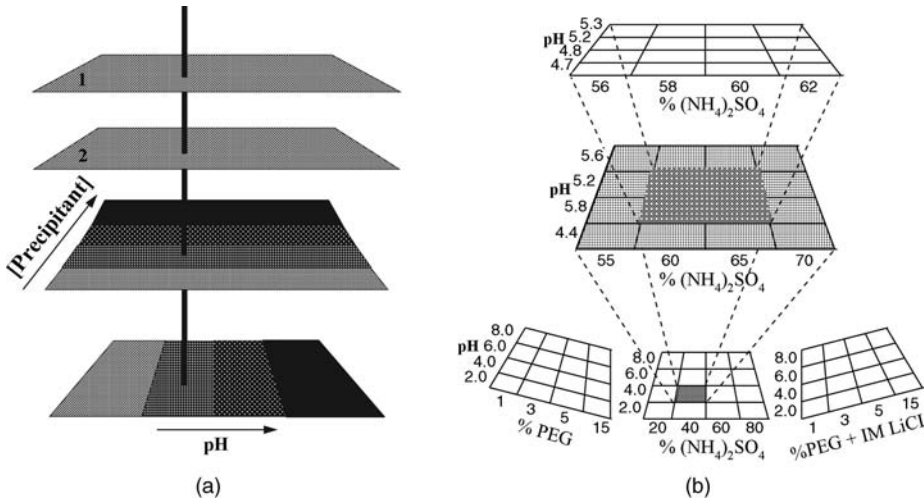 1
2
[Precipitant]
pH
(a)
5.3
5.2
pH
4.8
4.7
56 58 60 62
% (NH4)2SO4
5.6
5.2
pH
5.8
4.4
55 60 65 70
% (NH4)2SO4
8.0
pH 6.0
4.0
2.0
1 3 5 15
% PEG
8.0
6.0
4.0
2.0
20 40 60 80
% (NH4)2SO4
8.0
6.0
4.0
2.0
1 3 5 15
%PEG + IM LiCl
(b)